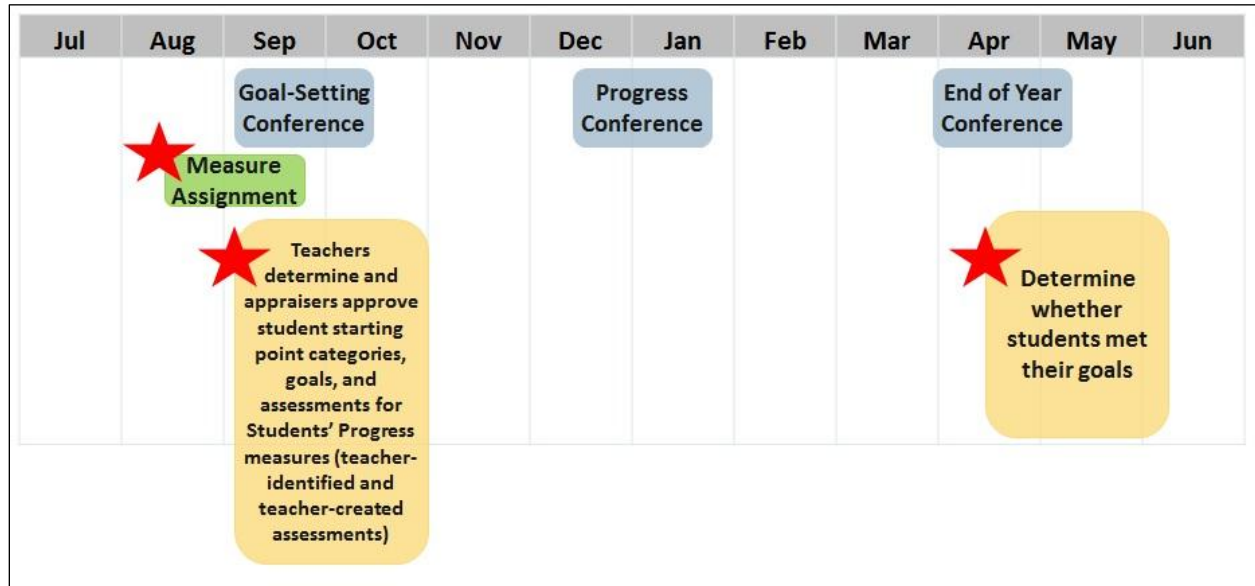 Jul Aug Sep Oct Nov Dec Jan Feb Mar Apr May Jun
Goal-Setting
Conference
Progress
Conference
End of Year
Conference
Measure
Assignment
Teachers
determine and
appraisers approve
student starting
point categories,
goals, and
assessments for
Students’ Progress
measures (teacher-
identified and
teacher-created
assessments)
Determine
whether
students met
their goals